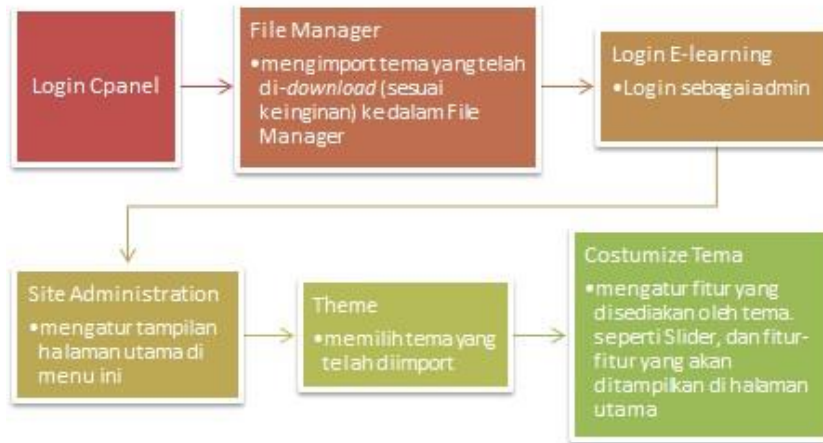 Login Cpanel
File Manager
•mengimport tema yang telah
di-download (sesuai
keinginan) ke dalam File
Manager
Login E-learning
•Login sebagai admin
Site Administration
•mengatur tampilan
halaman utama di
menu ini
Theme
•memilih tema yang
telah diimport
Costumize Tema
•mengatur fitur yang
disediakan oleh tema.
seperti Slider, dan fitur-
fitur yang akan
ditampilkan di halaman
utama